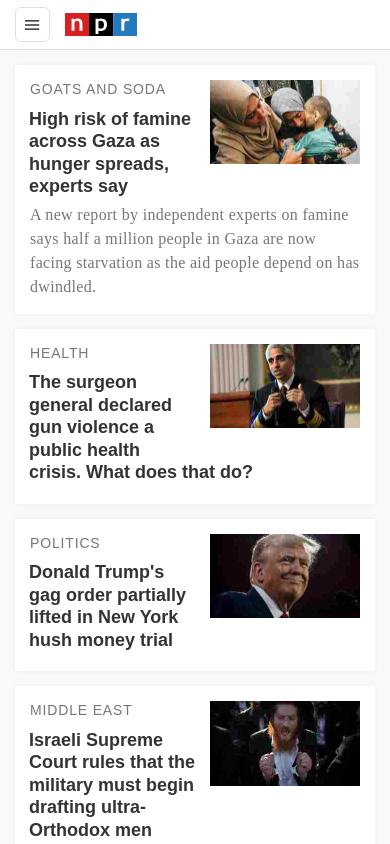 npr
GOATS AND SODA
High risk of famine
across Gaza as
hunger spreads,
experts say
A new report by independent experts on famine
says half a million people in Gaza are now
facing starvation as the aid people depend on has
dwindled.
HEALTH
The surgeon
general declared
gun violence a
public health
crisis. What does that do?
POLITICS
Donald Trump's
gag order partially
lifted in New York
hush money trial
MIDDLE EAST
Israeli Supreme
Court rules that the
military must begin
drafting ultra-
Orthodox men